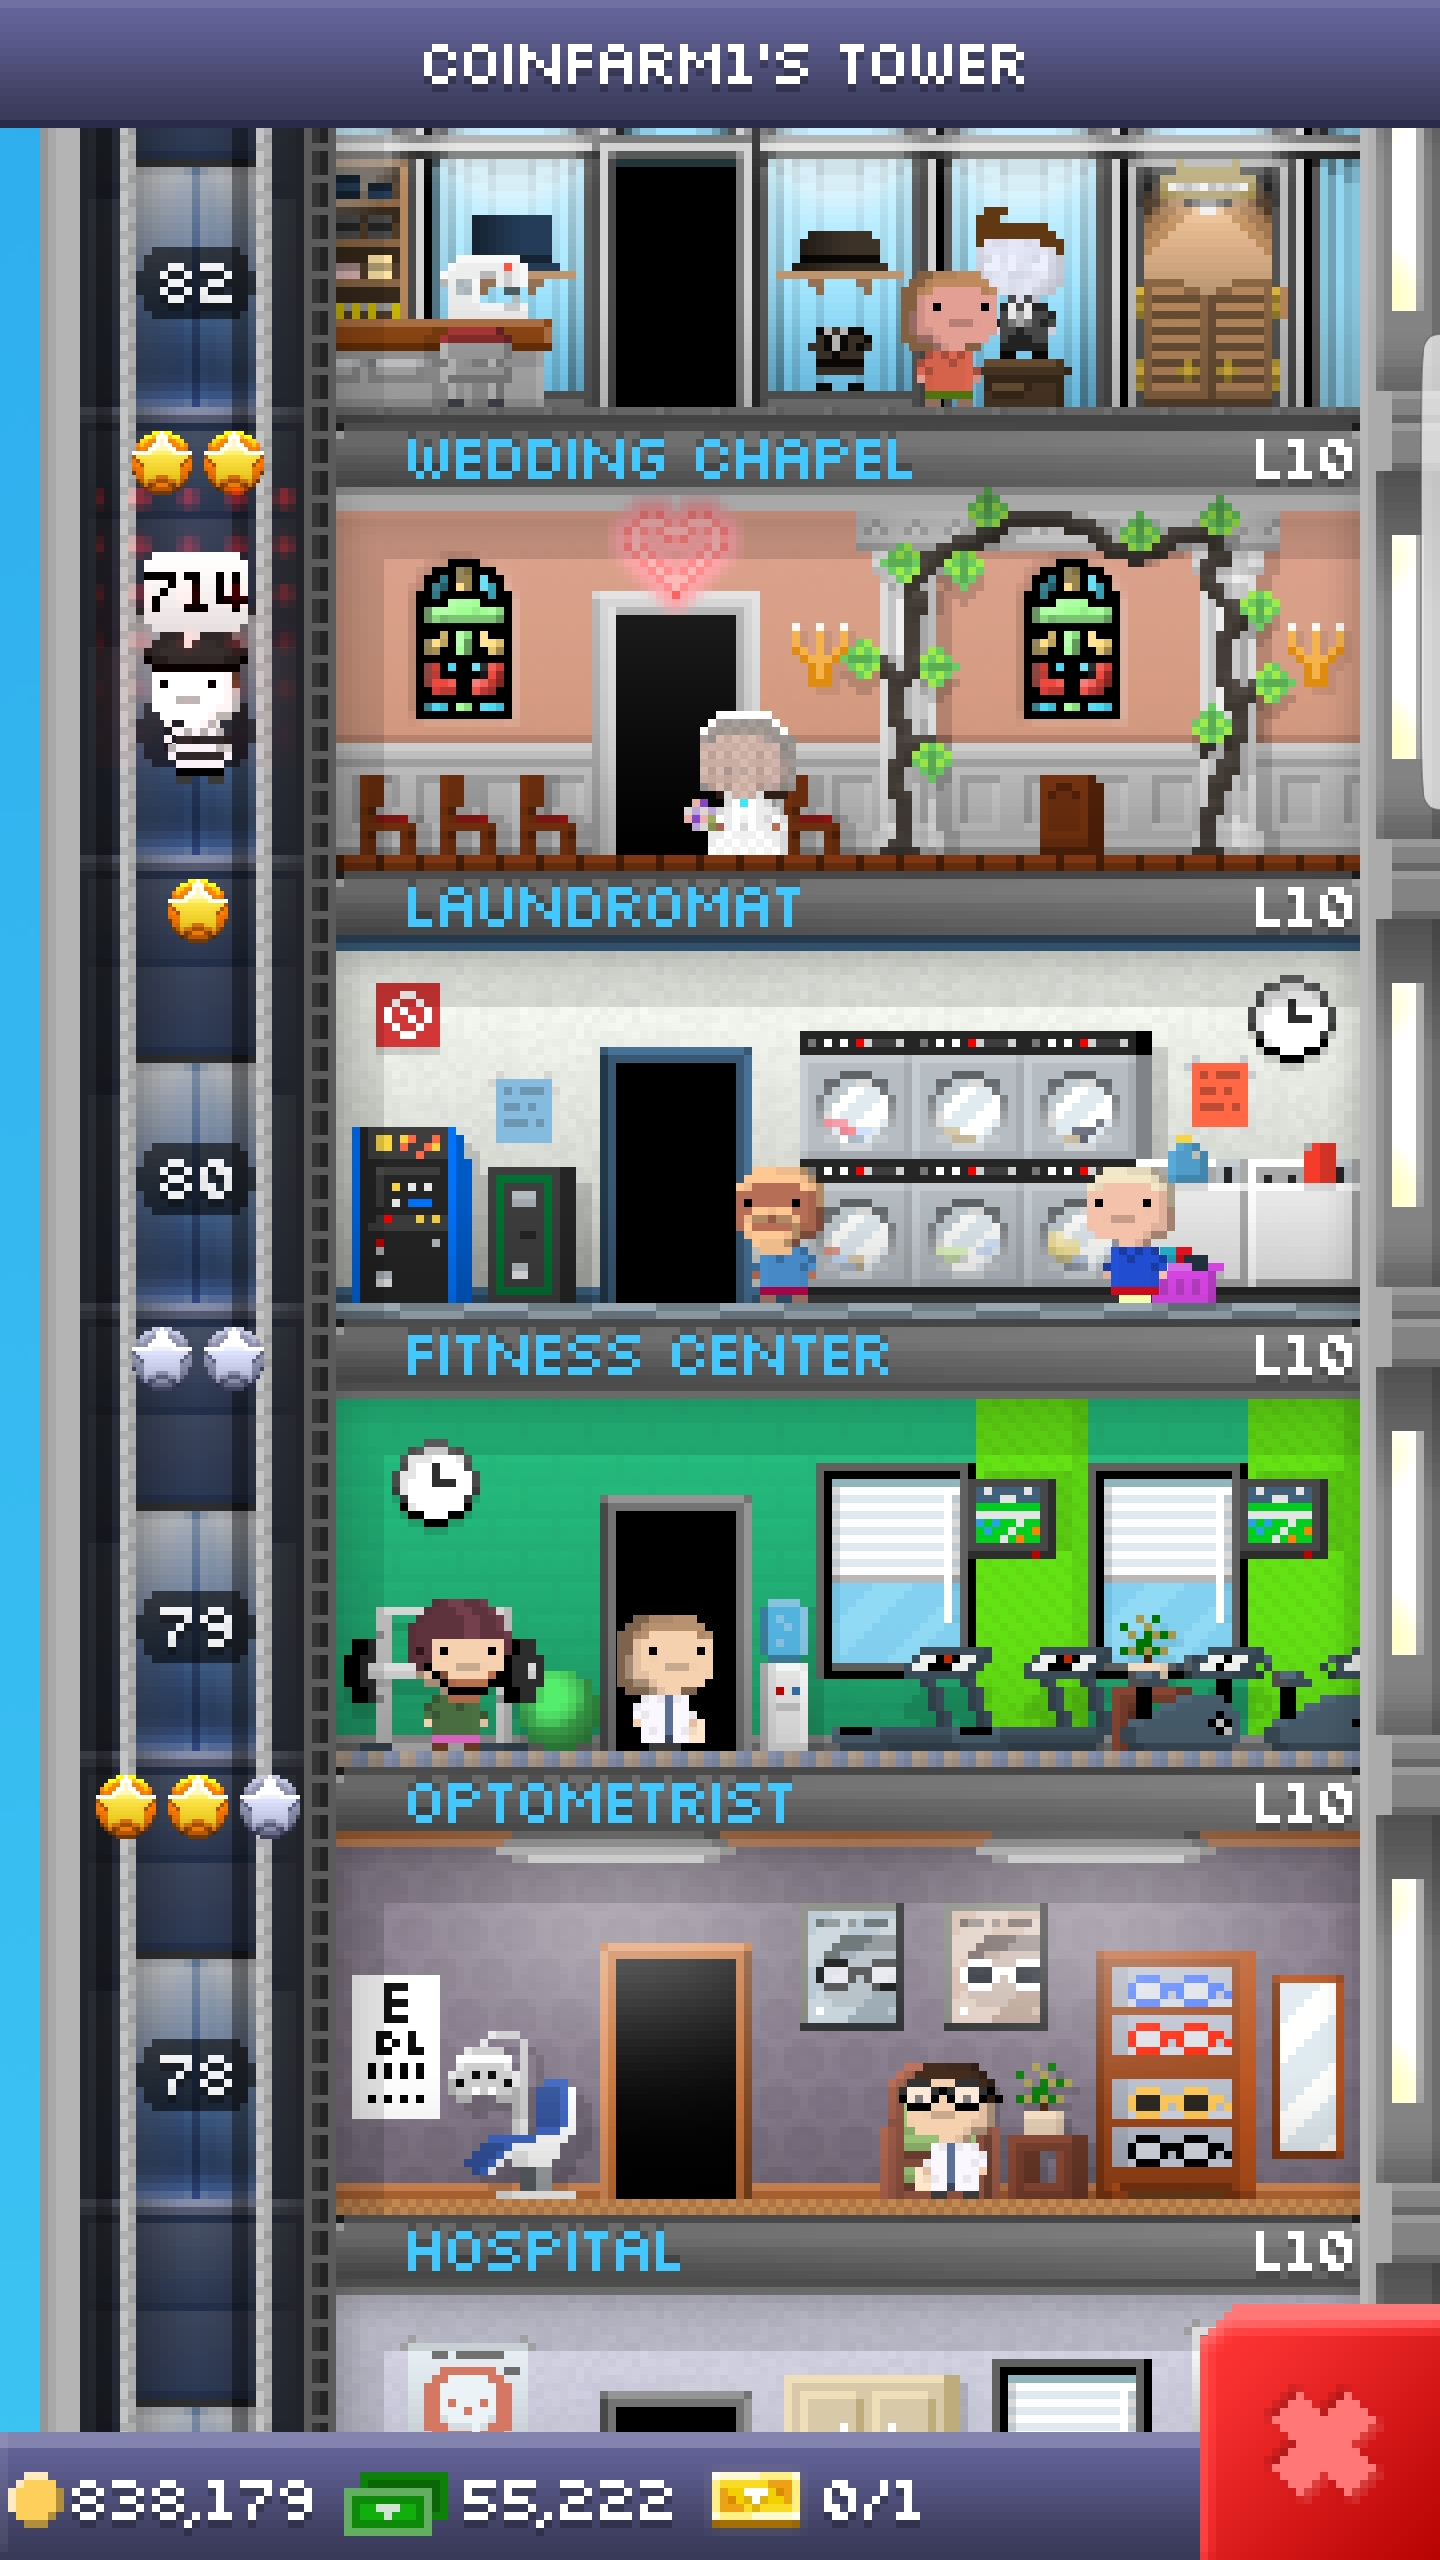 COINFARM1'S TOWER
82
WEDDING CHAPEL L10
714
LAUNDROMAT L10
80
FITNESS CENTER L10
79
OPTOMETRIST L10
E
78
HOSPITAL L10
838,179 55,222 0/1